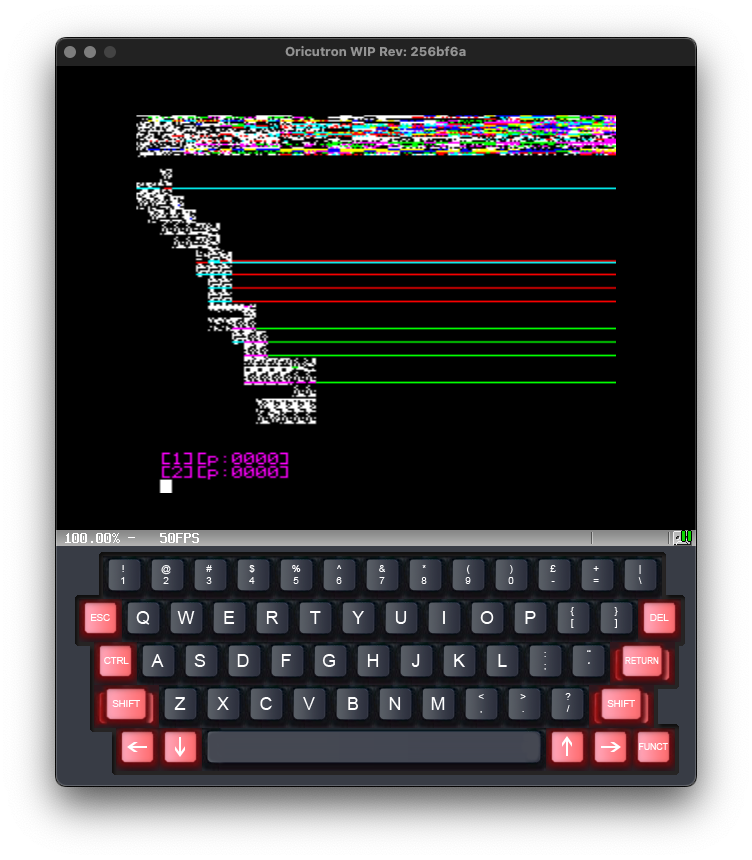 Oricutron WIP Rev: 256bf6a
[1][p:0000]
[2][p:0000]
100.00% - 50FPS
! @ # $ % ^ & * ( ) £ + |
1 2 3 4 5 6 7 8 9 0 - = \
ESC Q W E R T Y U I O P { } DEL
[ ]
CTRL A S D F G H J K L : " RETURN
; '
SHIFT Z X C V B N M < > ? SHIFT
, . /
← ↓ ↑ → FUNCT